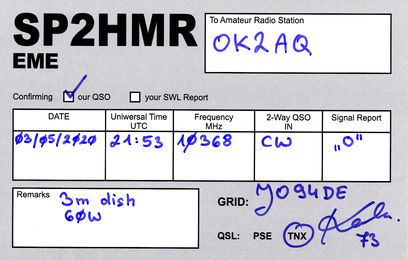 SP2HMR
EME
To Amateur Radio Station
OK2AQ
Confirming ☑ our QSO ☐ your SWL Report
DATE Universal Time UTC Frequency MHz 2-Way QSO IN Signal Report
03/05/2020 21:53 10368 CW „O"
Remarks 3m dish
60W
GRID: JO94DE
QSL: PSE TNX 73